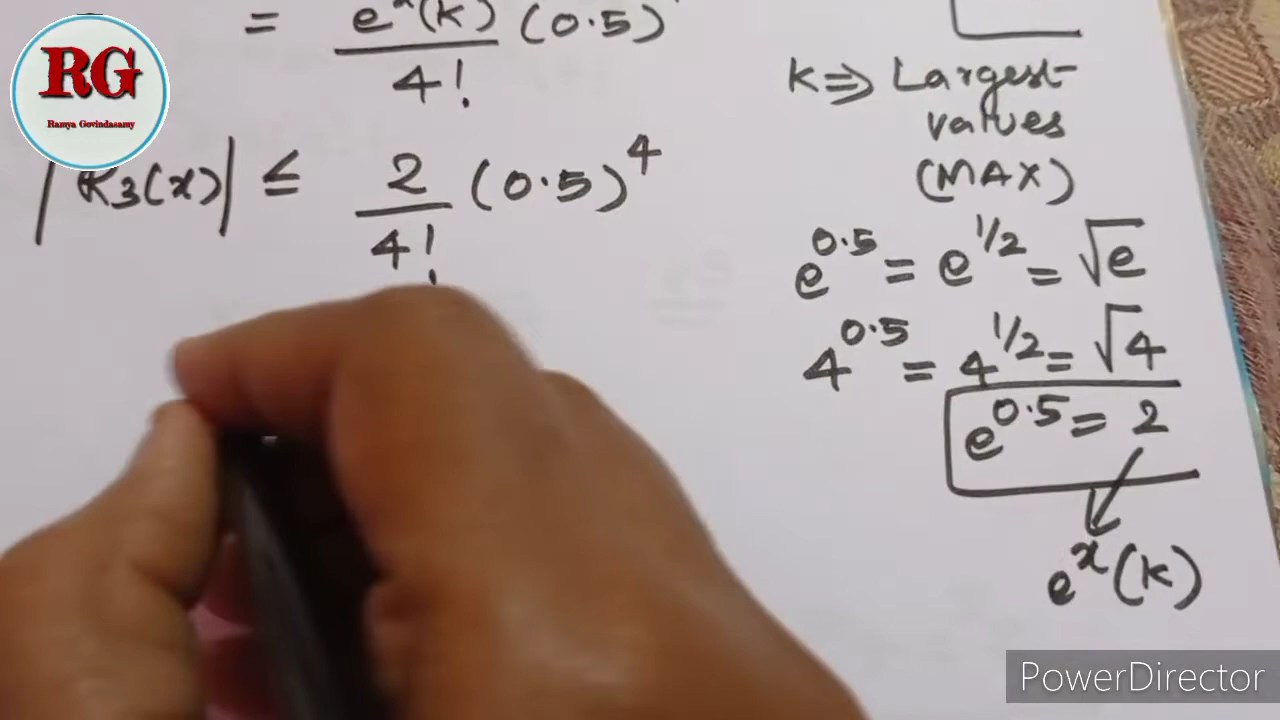 = e^x(k)/4! (0.5)
RG
Ramya Govindasamy
|R₃(x)| ≤ 2/4! (0.5)⁴
K ⇒ Largest
values
(MAX)
e^0.5 = e^1/2 = √e
4^0.5 = 4^1/2 = √4
e^0.5 = 2
e^x(k)
PowerDirector